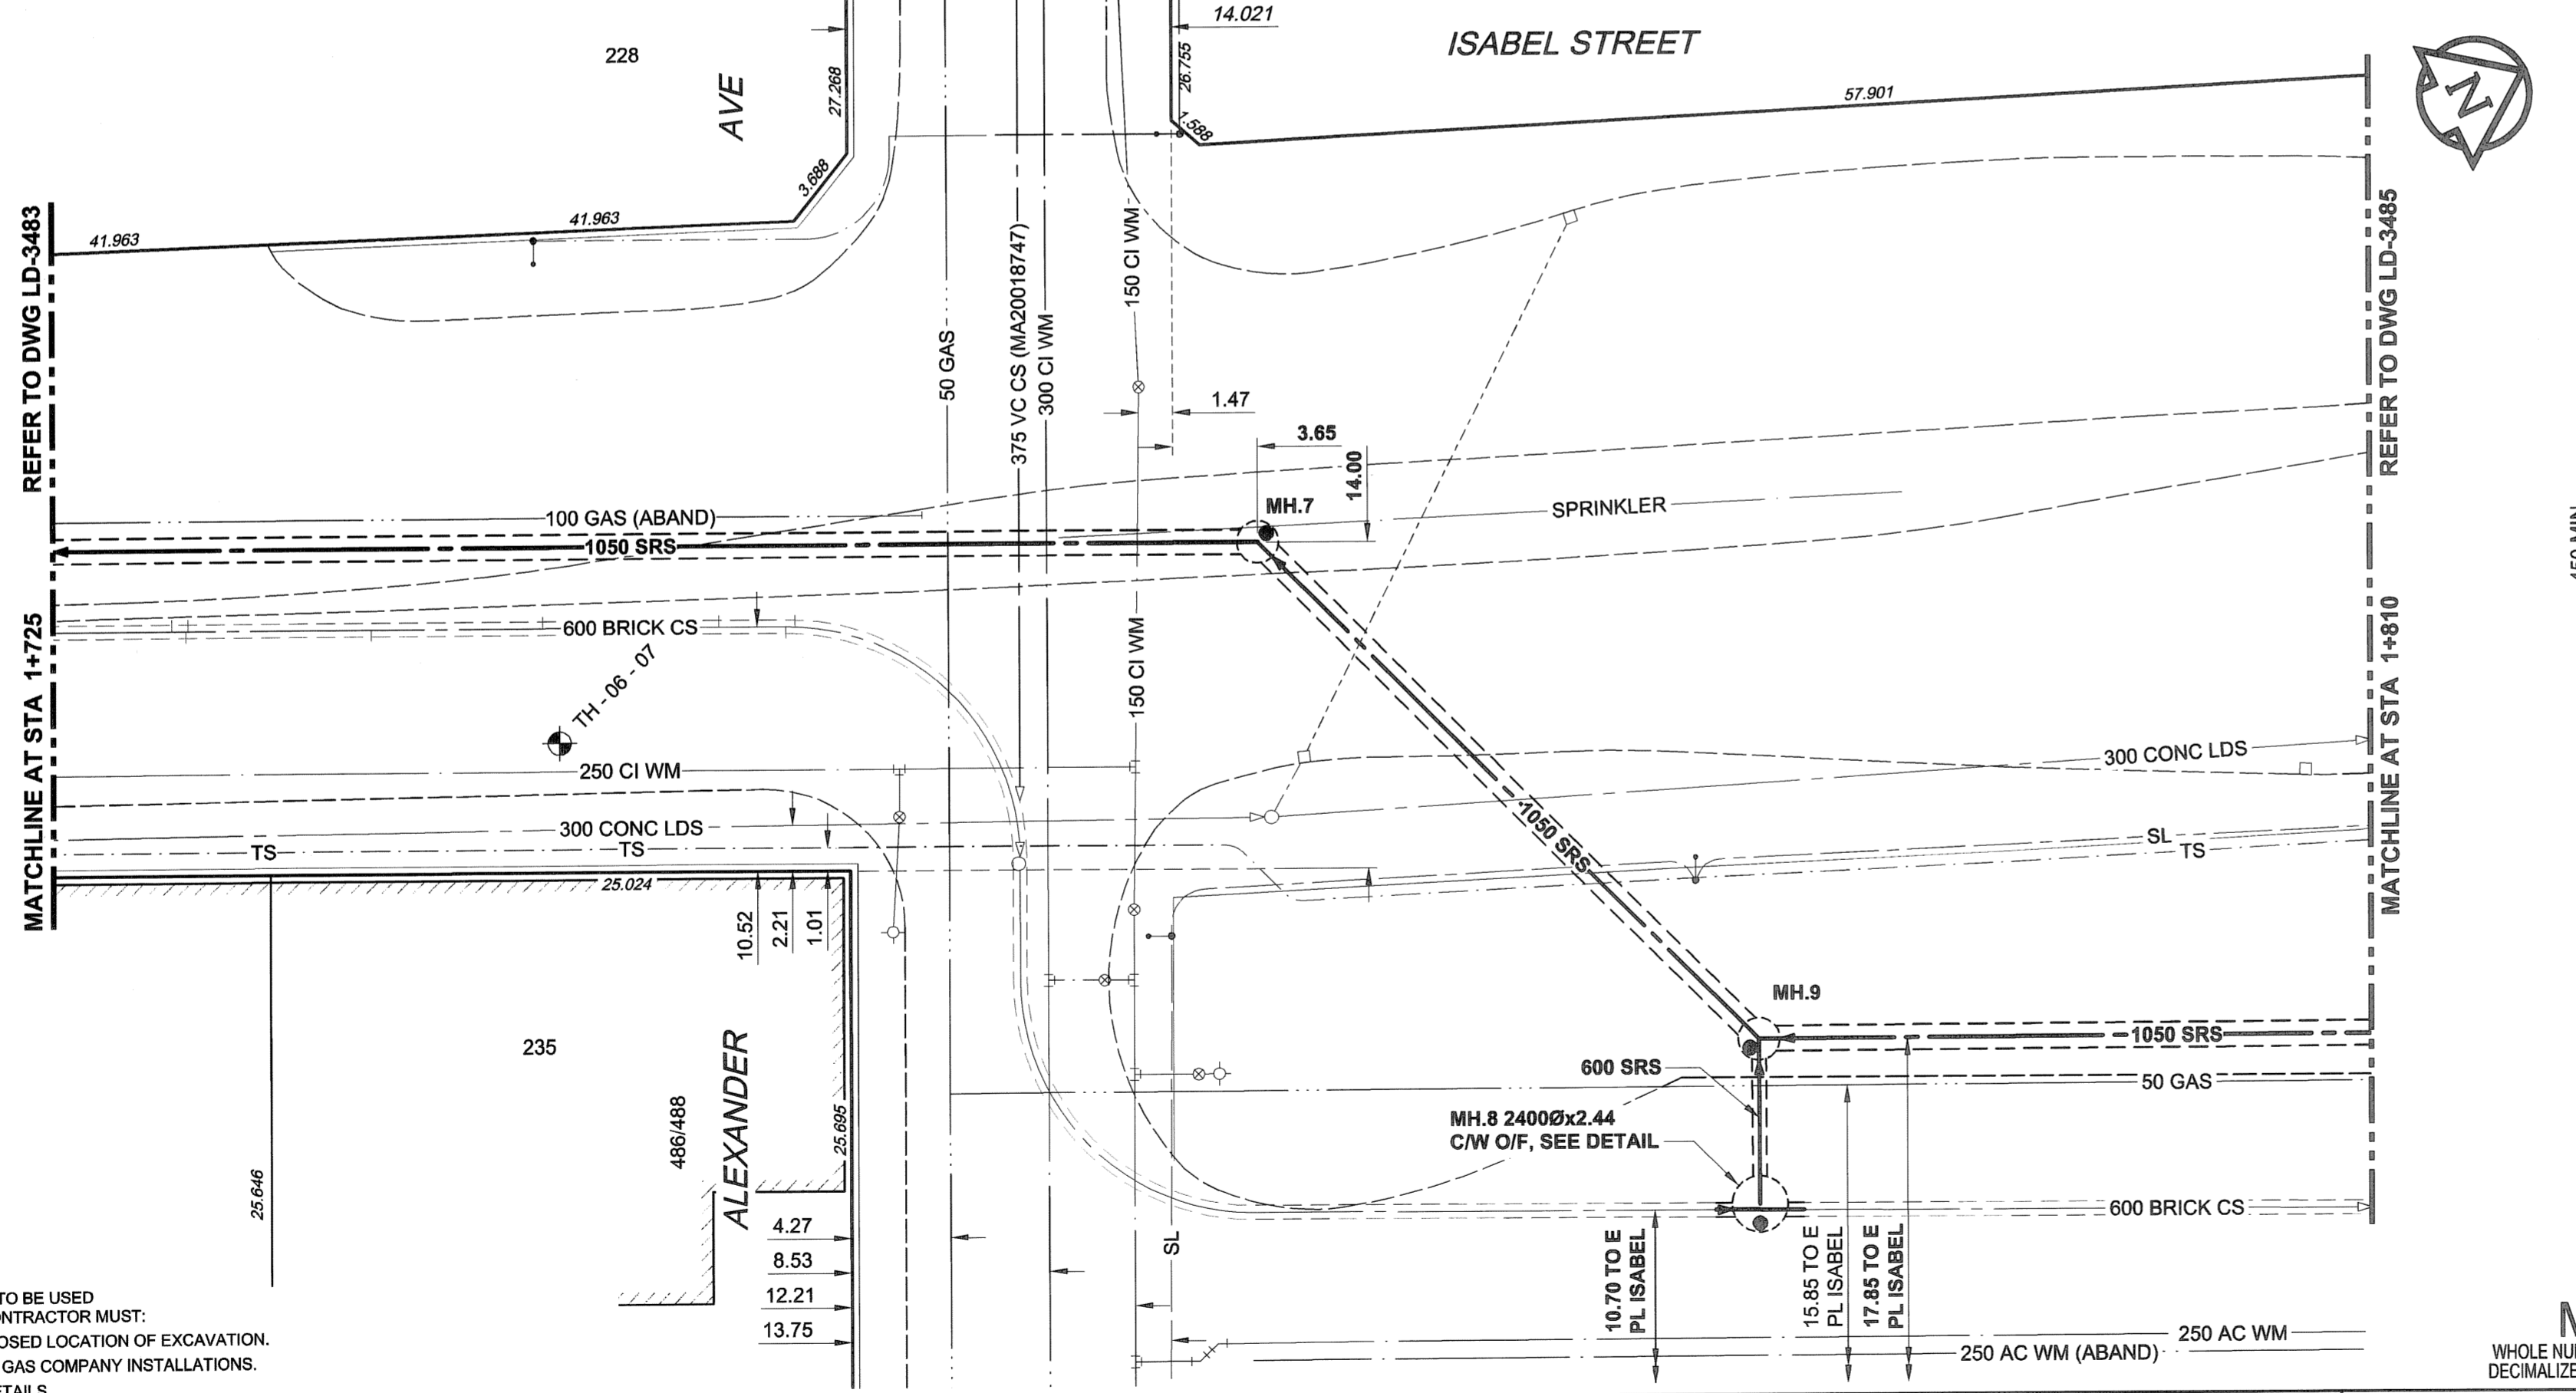 14.021
ISABEL STREET
228
AVE
27.268
26.755
1.588
57.901
N
3.688
41.963
41.963
REFER TO DWG LD-3483
MATCHLINE AT STA 1+725
50 GAS
375 VC CS (MA20018747)
300 CI WM
150 CI WM
REFER TO DWG LD-3485
MATCHLINE AT STA 1+810
1.47
3.65
14.00
MH.7
SPRINKLER
100 GAS (ABAND)
1050 SRS
450 MIN
600 BRICK CS
TH - 06 - 07
150 CI WM
250 CI WM
300 CONC LDS
300 CONC LDS
TS
TS
1050 SRS
SL
TS
25.024
10.52
2.21
1.01
235
486/488
ALEXANDER
25.695
25.646
MH.9
1050 SRS
600 SRS
50 GAS
MH.8 2400Øx2.44
C/W O/F, SEE DETAIL
600 BRICK CS
SL
4.27
8.53
12.21
13.75
10.70 TO E
PL ISABEL
15.85 TO E
PL ISABEL
17.85 TO E
PL ISABEL
250 AC WM
250 AC WM (ABAND)
TO BE USED
ONTRACTOR MUST:
OSED LOCATION OF EXCAVATION.
GAS COMPANY INSTALLATIONS.
ETAILS
N
WHOLE NU
DECIMALIZE